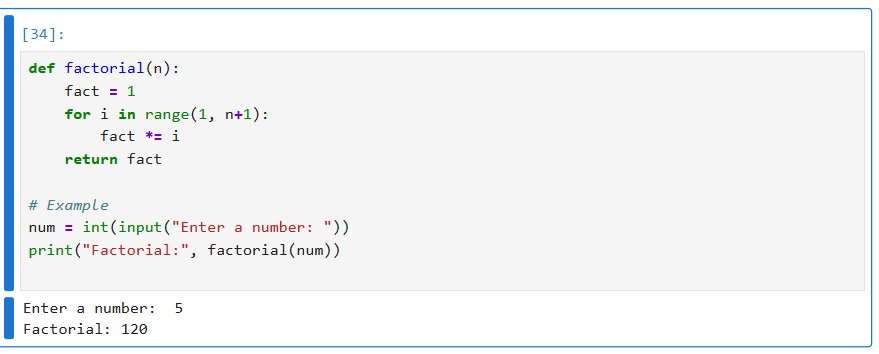 [34]:
def factorial(n):
    fact = 1
    for i in range(1, n+1):
        fact *= i
    return fact

# Example
num = int(input("Enter a number: "))
print("Factorial:", factorial(num))

Enter a number:  5
Factorial: 120